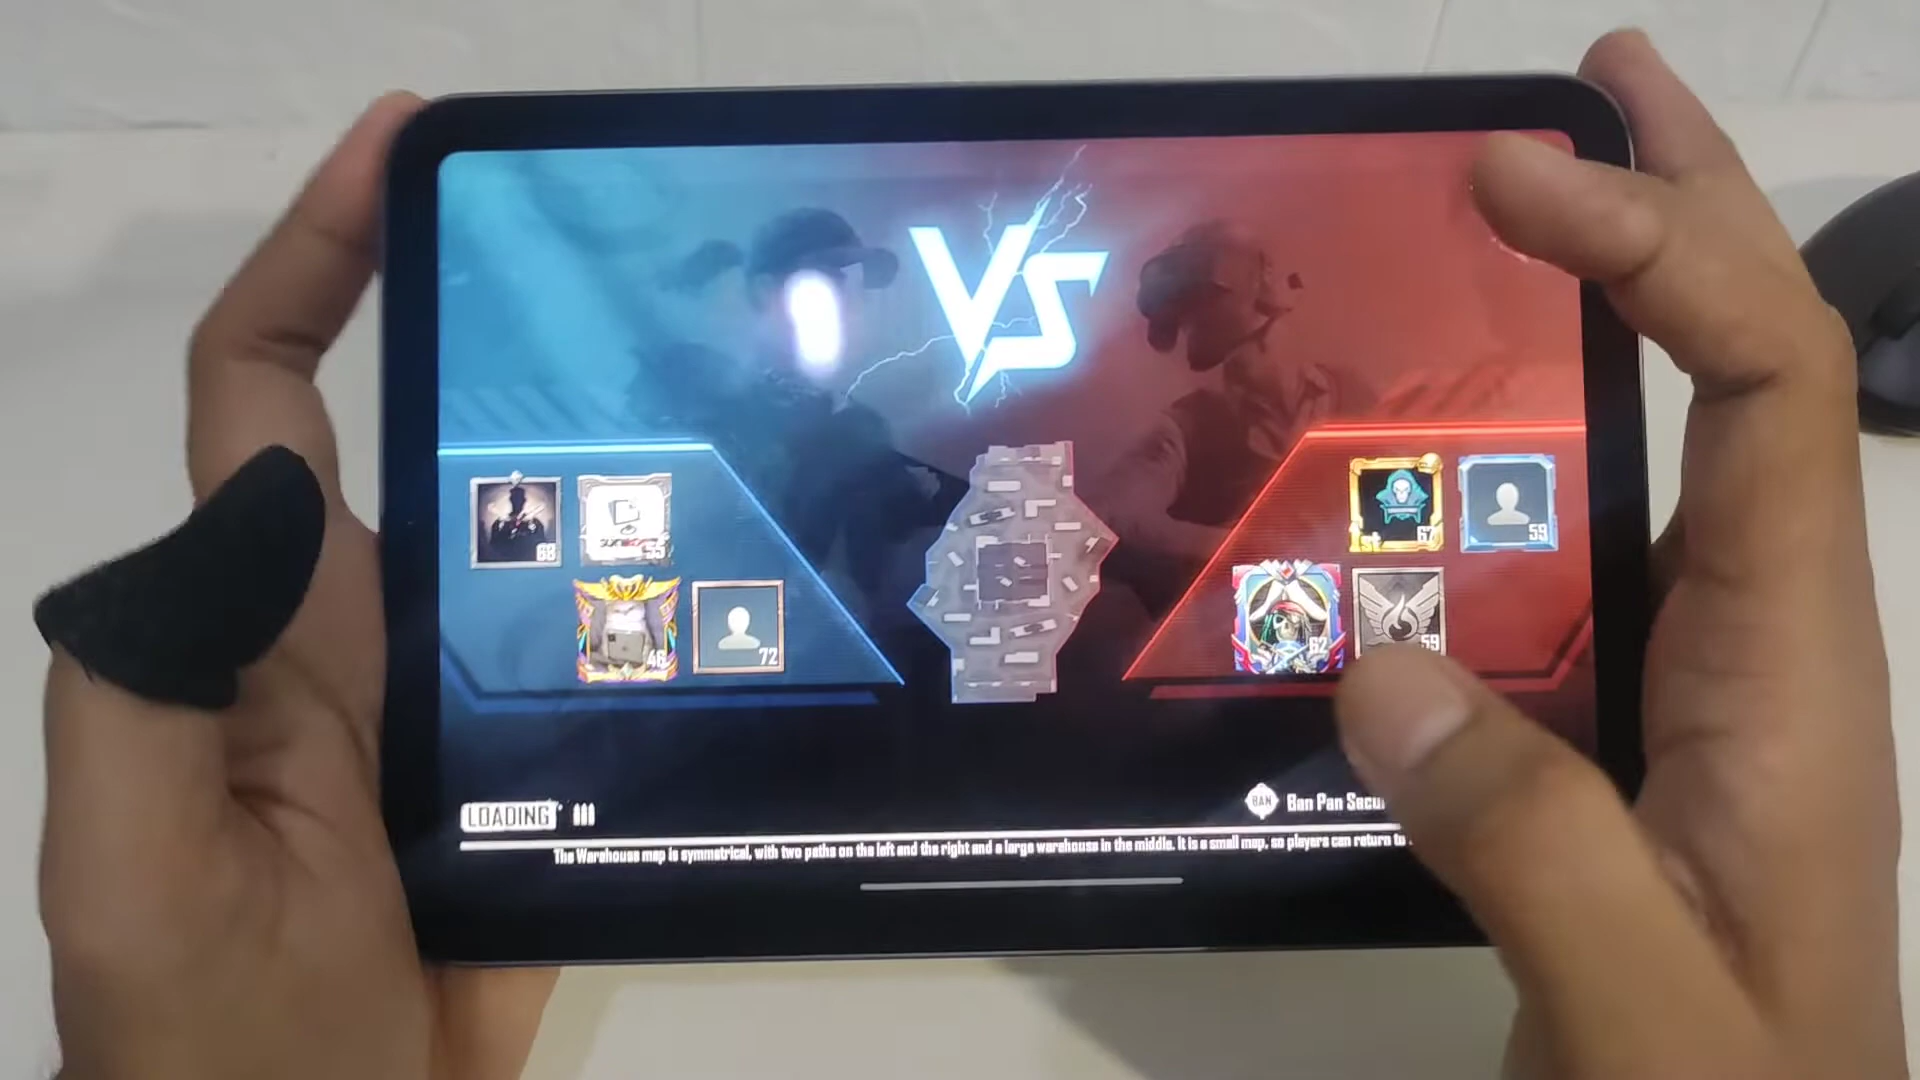 VS
68
55
1st 67
59
46
72
62
59
LOADING
BAN Ban Pan
The Warehouse map is symmetrical, with two paths on the left and the right and a large warehouse in the middle. It is a small map, so players can return to